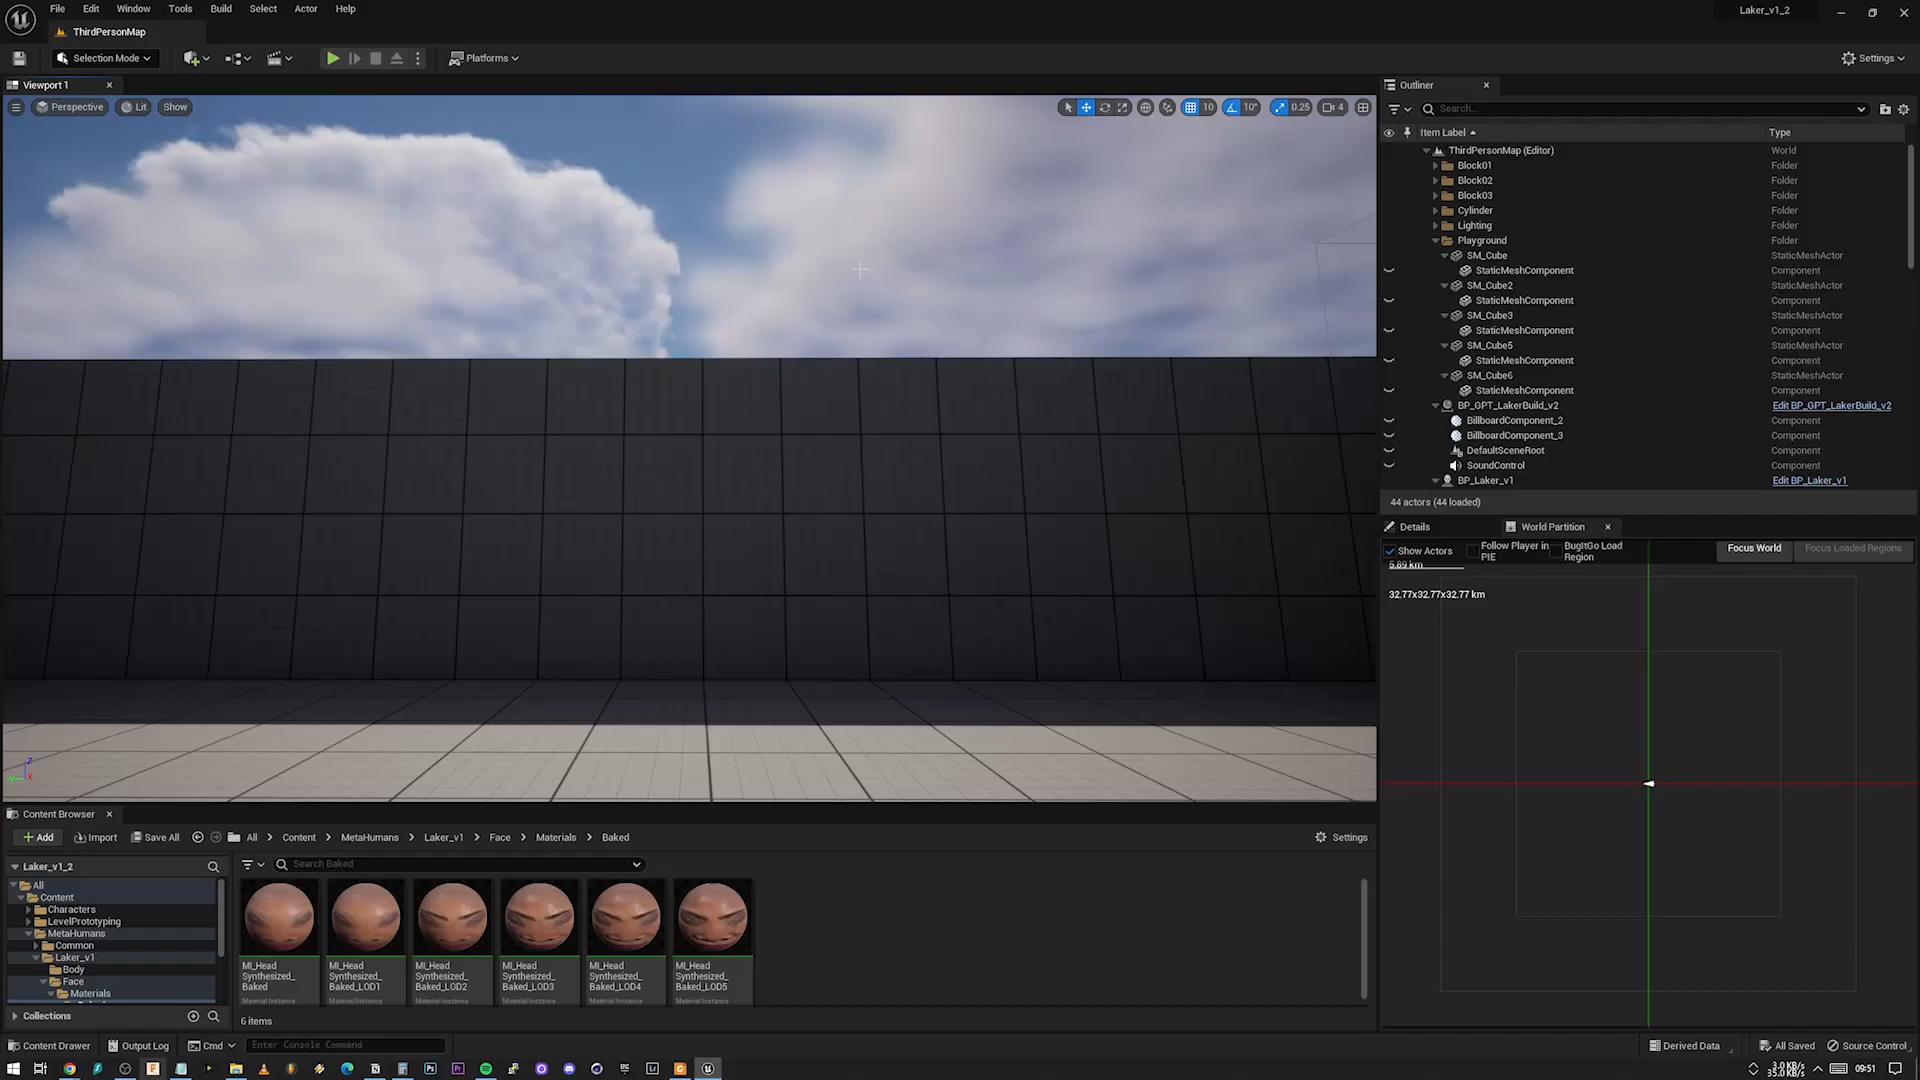 File Edit Window Tools Build Select Actor Help
Laker_v1_2
ThirdPersonMap
Selection Mode
Platforms
Settings
Viewport 1
Outliner
Perspective Lit Show
10 10° 0.25 4
Search...
Item Label Type
ThirdPersonMap (Editor) World
Block01 Folder
Block02 Folder
Block03 Folder
Cylinder Folder
Lighting Folder
Playground Folder
SM_Cube StaticMeshActor
StaticMeshComponent Component
SM_Cube2 StaticMeshActor
StaticMeshComponent Component
SM_Cube3 StaticMeshActor
StaticMeshComponent Component
SM_Cube5 StaticMeshActor
StaticMeshComponent Component
SM_Cube6 StaticMeshActor
StaticMeshComponent Component
BP_GPT_LakerBuild_v2 Edit BP_GPT_LakerBuild_v2
BillboardComponent_2 Component
BillboardComponent_3 Component
DefaultSceneRoot Component
SoundControl Component
BP_Laker_v1 Edit BP_Laker_v1
44 actors (44 loaded)
Details World Partition
Show Actors Follow Player in PIE BugItGo Load Region Focus World Focus Loaded Regions
5.89 km
32.77x32.77x32.77 km
Z
X
Content Browser
Add Import Save All All Content MetaHumans Laker_v1 Face Materials Baked Settings
Laker_v1_2
Search Baked
All
Content
Characters
LevelPrototyping
MetaHumans
Common
Laker_v1
Body
Face
Materials
Collections
MI_Head Synthesized_ Baked Material Instance
MI_Head Synthesized_ Baked_LOD1 Material Instance
MI_Head Synthesized_ Baked_LOD2 Material Instance
MI_Head Synthesized_ Baked_LOD3 Material Instance
MI_Head Synthesized_ Baked_LOD4 Material Instance
MI_Head Synthesized_ Baked_LOD5 Material Instance
6 items
Content Drawer Output Log Cmd Enter Console Command Derived Data All Saved Source Control
3.0 KB/s
35.0 KB/s
09:51